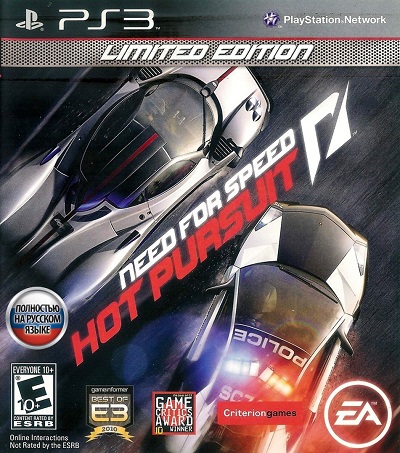 PS3
PlayStation Network
LIMITED EDITION
NEED FOR SPEED
HOT PURSUIT
POLICE
ПОЛНОСТЬЮ
НА РУССКОМ
ЯЗЫКЕ
EVERYONE 10+
E
10+
CONTENT RATED BY
ESRB
Online Interactions
Not Rated by the ESRB
gameinformer
BEST OF
E3
2010
GAME
CRITICS
AWARD
WINNER
Criteriongames
EA